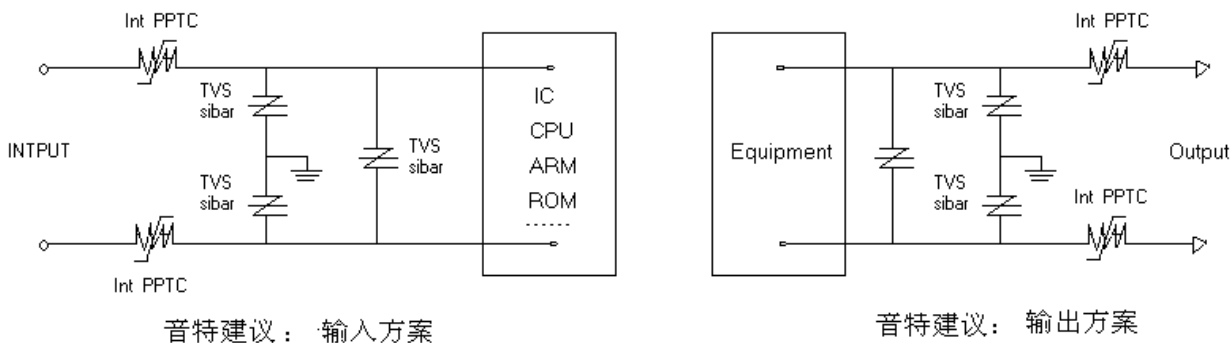 Int PPTC
TVS
sibar
INTPUT
TVS
sibar
TVS
sibar
IC
CPU
ARM
ROM
------
Int PPTC
音特建议： 输入方案
Int PPTC
TVS
sibar
Equipment
Output
TVS
sibar
Int PPTC
音特建议： 输出方案